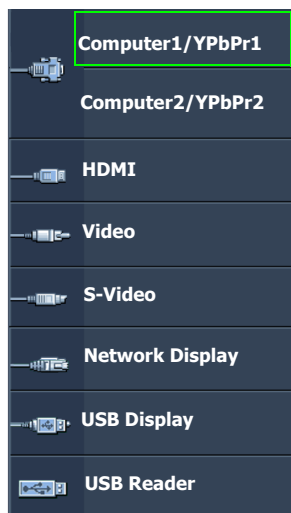 Computer1/YPbPr1
Computer2/YPbPr2
HDMI
Video
S-Video
Network Display
USB Display
USB Reader